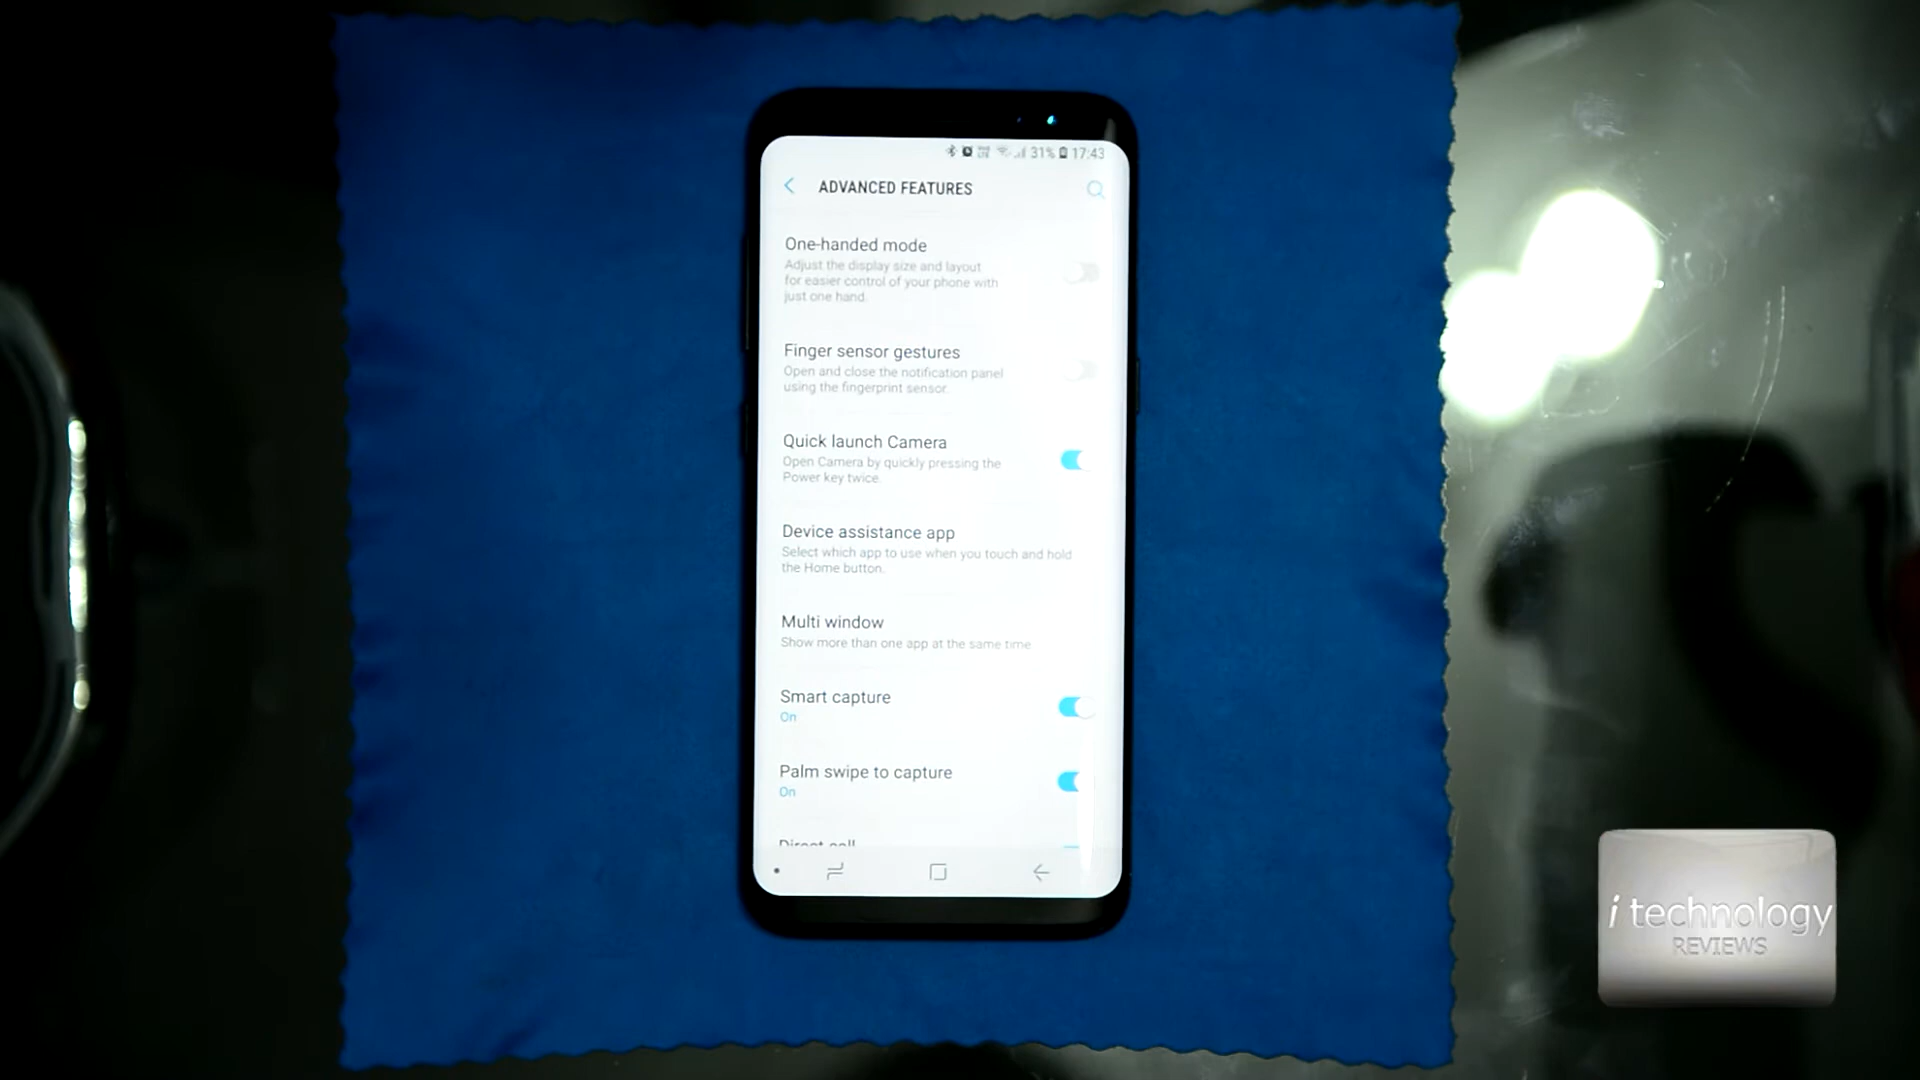 31% 17:43
ADVANCED FEATURES
One-handed mode
Adjust the display size and layout
for easier control of your phone with
just one hand.
Finger sensor gestures
Open and close the notification panel
using the fingerprint sensor.
Quick launch Camera
Open Camera by quickly pressing the
Power key twice.
Device assistance app
Select which app to use when you touch and hold
the Home button.
Multi window
Show more than one app at the same time
Smart capture
On
Palm swipe to capture
On
Direct call
i technology
REVIEWS